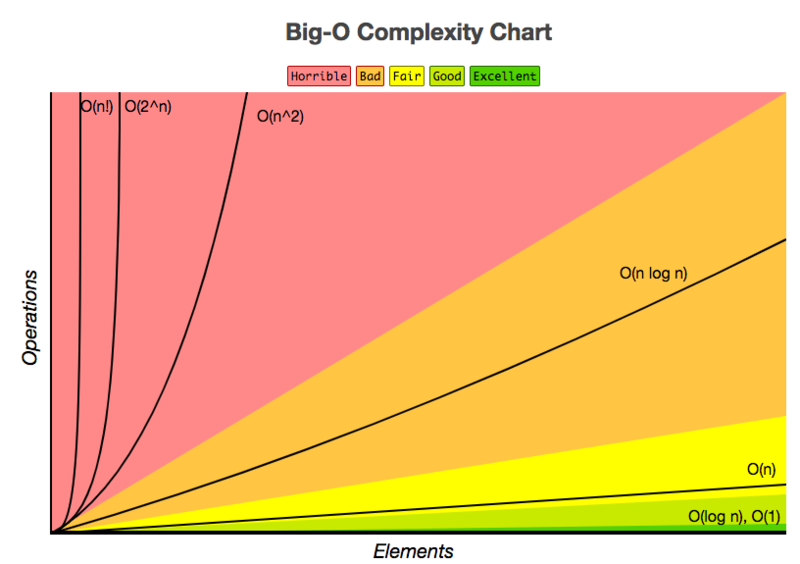 Big-O Complexity Chart
Horrible Bad Fair Good Excellent
O(n!) O(2^n)
O(n^2)
O(n log n)
O(n)
O(log n), O(1)
Operations
Elements